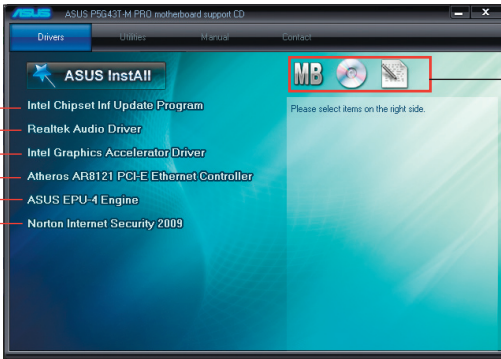 ASUS ASUS P5G43T-M PRO motherboard support CD
Drivers Utilities Manual Contact
ASUS InstAll
MB
Intel Chipset Inf Update Program
Please select items on the right side.
Realtek Audio Driver
Intel Graphics Accelerator Driver
Atheros AR8121 PCI-E Ethernet Controller
ASUS EPU-4 Engine
Norton Internet Security 2009